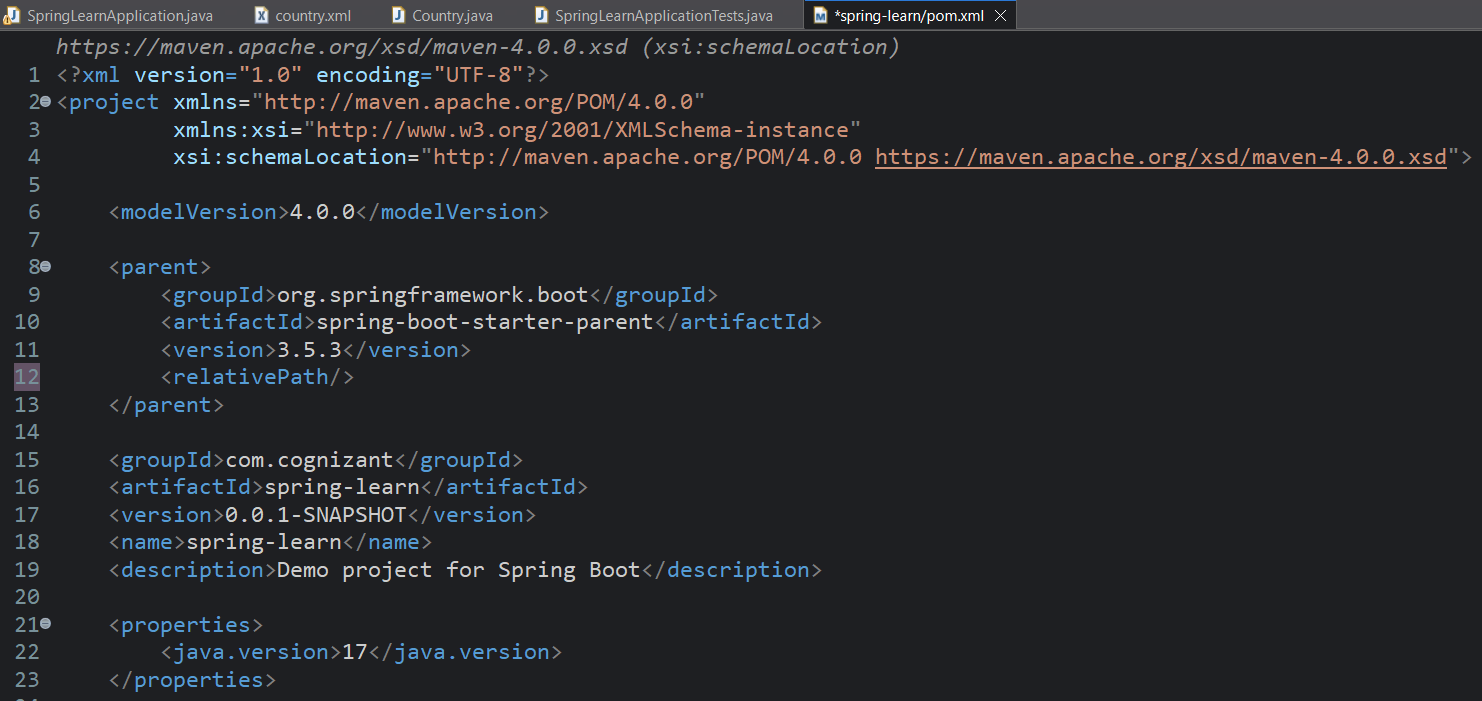 SpringLearnApplication.java country.xml Country.java SpringLearnApplicationTests.java *spring-learn/pom.xml
https://maven.apache.org/xsd/maven-4.0.0.xsd (xsi:schemaLocation)
1 <?xml version="1.0" encoding="UTF-8"?>
2 <project xmlns="http://maven.apache.org/POM/4.0.0"
3 xmlns:xsi="http://www.w3.org/2001/XMLSchema-instance"
4 xsi:schemaLocation="http://maven.apache.org/POM/4.0.0 https://maven.apache.org/xsd/maven-4.0.0.xsd">
5
6 <modelVersion>4.0.0</modelVersion>
7
8 <parent>
9 <groupId>org.springframework.boot</groupId>
10 <artifactId>spring-boot-starter-parent</artifactId>
11 <version>3.5.3</version>
12 <relativePath/>
13 </parent>
14
15 <groupId>com.cognizant</groupId>
16 <artifactId>spring-learn</artifactId>
17 <version>0.0.1-SNAPSHOT</version>
18 <name>spring-learn</name>
19 <description>Demo project for Spring Boot</description>
20
21 <properties>
22 <java.version>17</java.version>
23 </properties>